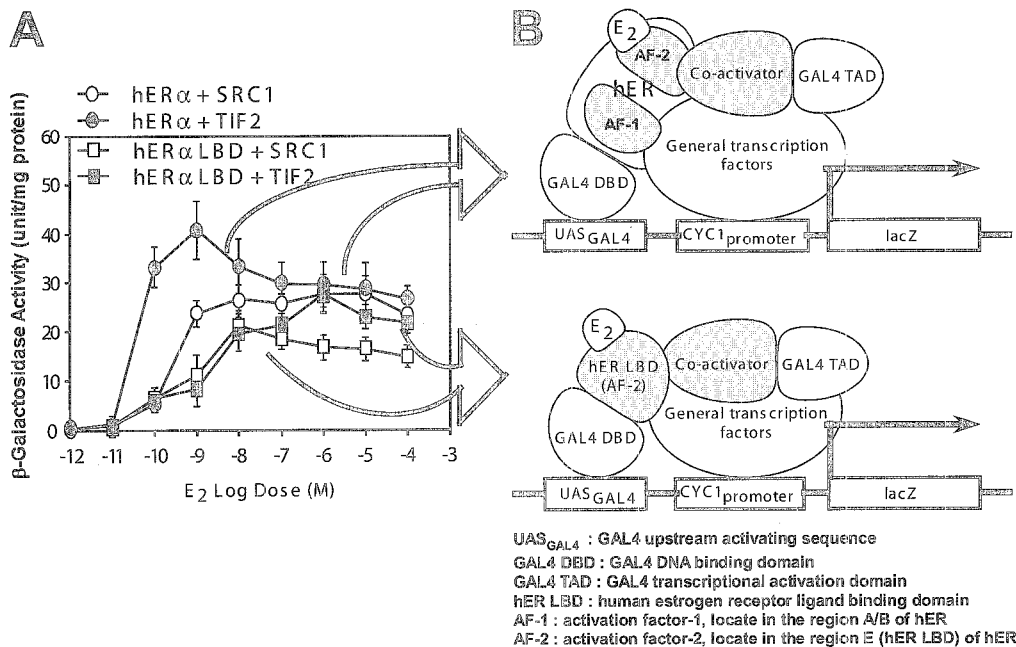 A
hERα + SRC1
hERα + TIF2
hERα LBD + SRC1
hERα LBD + TIF2
β-Galactosidase Activity (unit/mg protein)
60
50
40
30
20
10
0
-12 -11 -10 -9 -8 -7 -6 -5 -4 -3
E2 Log Dose (M)
B
E2
AF-2
hER
AF-1
Co-activator
GAL4 TAD
General transcription
factors
GAL4 DBD
UASGAL4
CYC1promoter
lacZ
E2
hER LBD
(AF-2)
Co-activator
GAL4 TAD
General transcription
factors
GAL4 DBD
UASGAL4
CYC1promoter
lacZ
UASGAL4 : GAL4 upstream activating sequence
GAL4 DBD : GAL4 DNA binding domain
GAL4 TAD : GAL4 transcriptional activation domain
hER LBD : human estrogen receptor ligand binding domain
AF-1 : activation factor-1, locate in the region A/B of hER
AF-2 : activation factor-2, locate in the region E (hER LBD) of hER